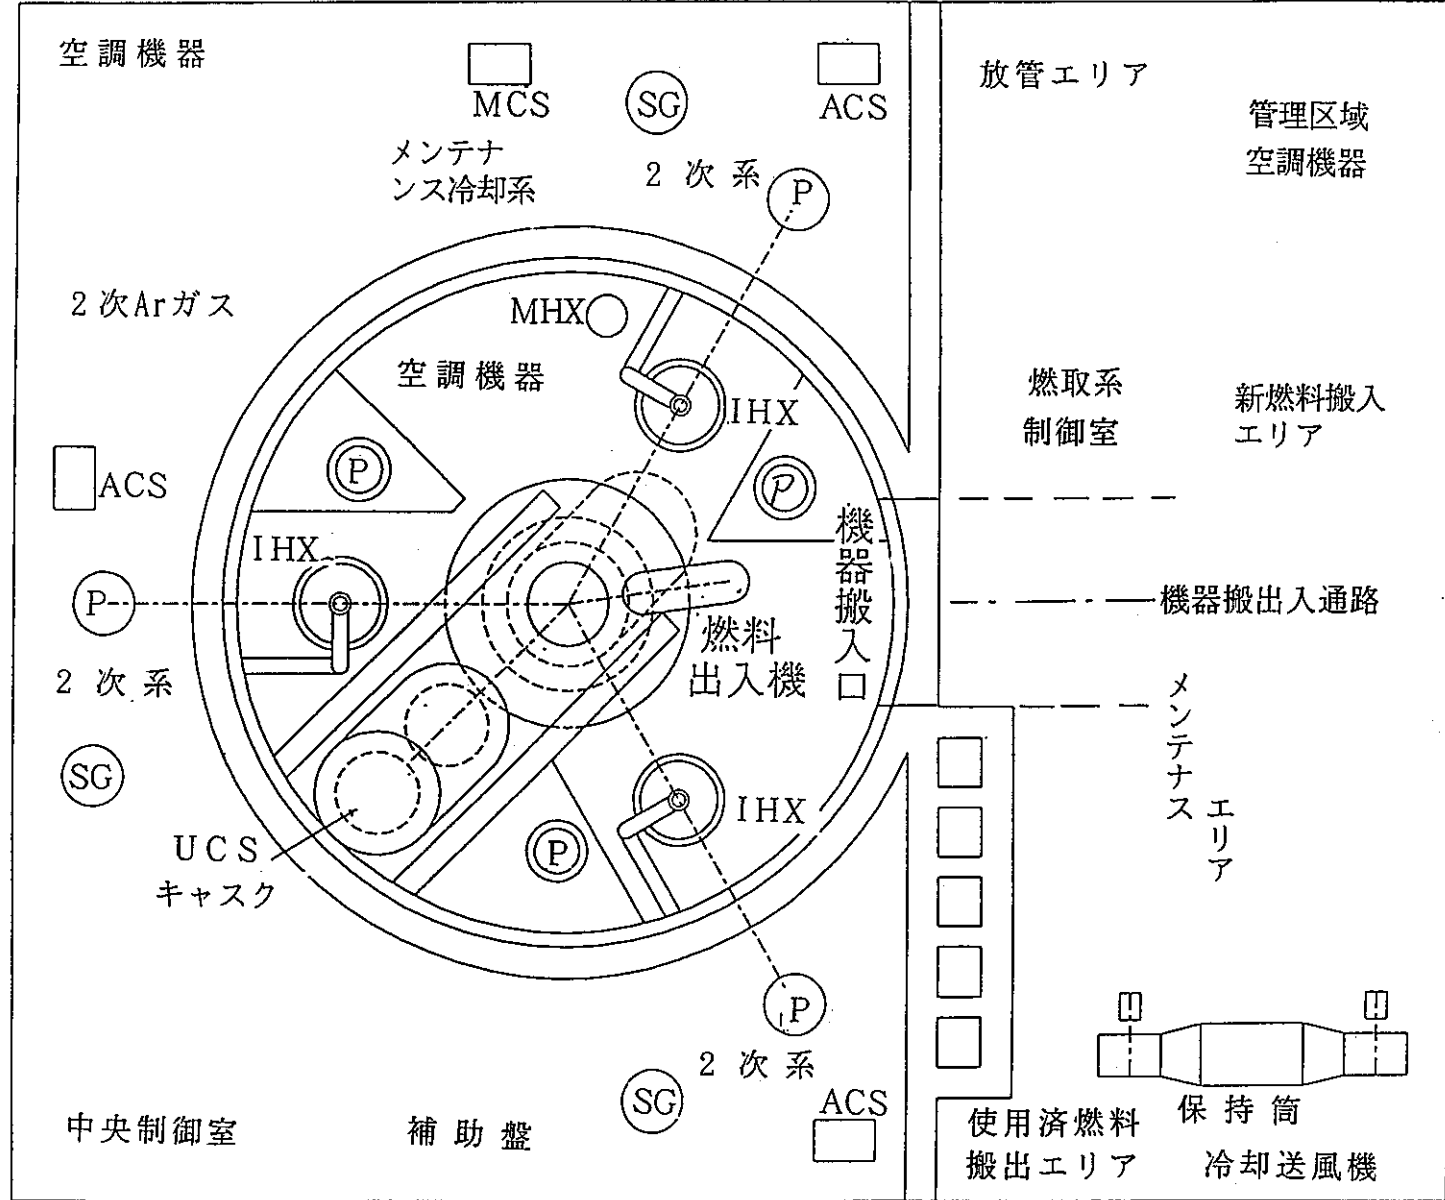 空調機器
MCS
SG
ACS
放管エリア
管理区域
空調機器
メンテナ
ンス冷却系
2次系
P
2次Arガス
MHX
空調機器
IHX
燃取系
制御室
新燃料搬入
エリア
P
P
ACS
IHX
機器搬入口
P
燃料
出入機
機器搬出入通路
2次系
メンテナス
エリア
SG
IHX
UCS
キャスク
P
P
2次系
SG
ACS
中央制御室
補助盤
使用済燃料
搬出エリア
保持筒
冷却送風機